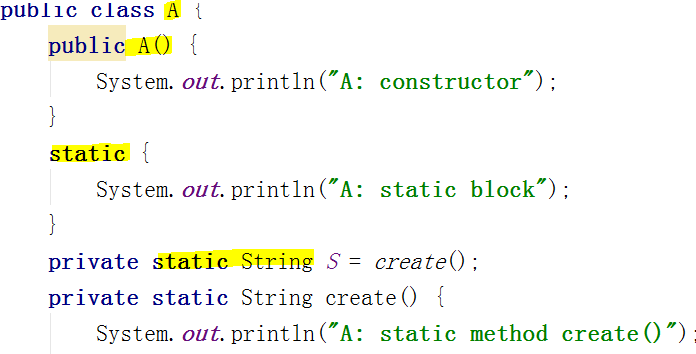 public class A {
public A() {
System.out.println("A: constructor");
}
static {
System.out.println("A: static block");
}
private static String S = create();
private static String create() {
System.out.println("A: static method create()");